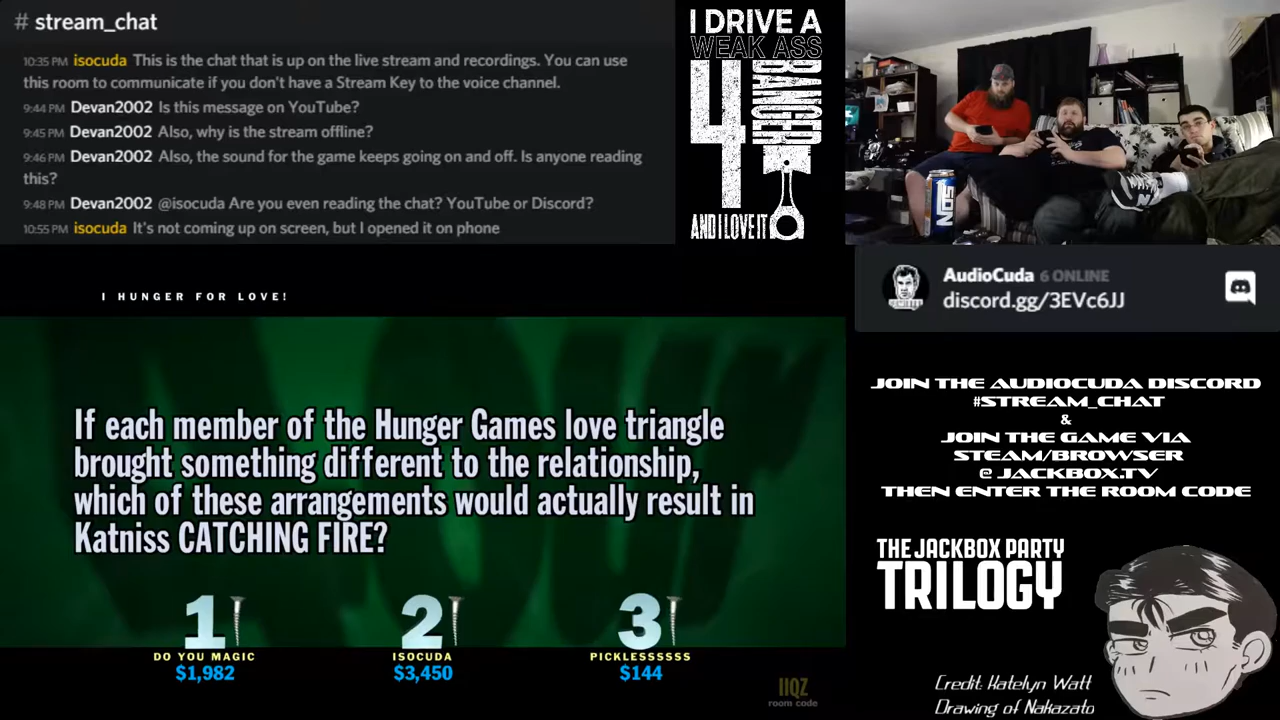 # stream_chat
10:35 PM isocuda This is the chat that is up on the live stream and recordings. You can use
this room to communicate if you don't have a Stream Key to the voice channel.
9:44 PM Devan2002 Is this message on YouTube?
9:45 PM Devan2002 Also, why is the stream offline?
9:46 PM Devan2002 Also, the sound for the game keeps going on and off. Is anyone reading
this?
9:48 PM Devan2002 @isocuda Are you even reading the chat? YouTube or Discord?
10:55 PM isocuda It's not coming up on screen, but I opened it on phone
I DRIVE A
WEAK ASS
4
BANGER
AND I LOVE IT
NOS
AudioCuda 6 ONLINE
discord.gg/3EVc6JJ
I HUNGER FOR LOVE!
If each member of the Hunger Games love triangle
brought something different to the relationship,
which of these arrangements would actually result in
Katniss CATCHING FIRE?
1 2 3
DO YOU MAGIC ISOCUDA PICKLESSSSSS
$1,982 $3,450 $144
IIQZ
room code
JOIN THE AUDIOCUDA DISCORD
#STREAM_CHAT
&
JOIN THE GAME VIA
STEAM/BROWSER
@ JACKBOX.TV
THEN ENTER THE ROOM CODE
THE JACKBOX PARTY
TRILOGY
Credit: Katelyn Watt
Drawing of Nakazato